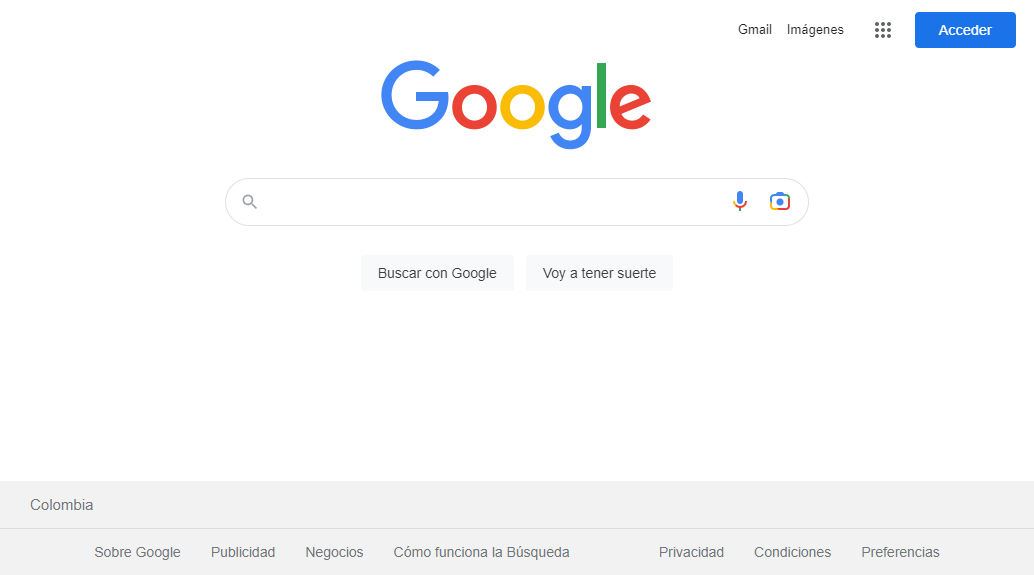 Gmail Imágenes Acceder
Google
Buscar con Google Voy a tener suerte
Colombia
Sobre Google Publicidad Negocios Cómo funciona la Búsqueda Privacidad Condiciones Preferencias